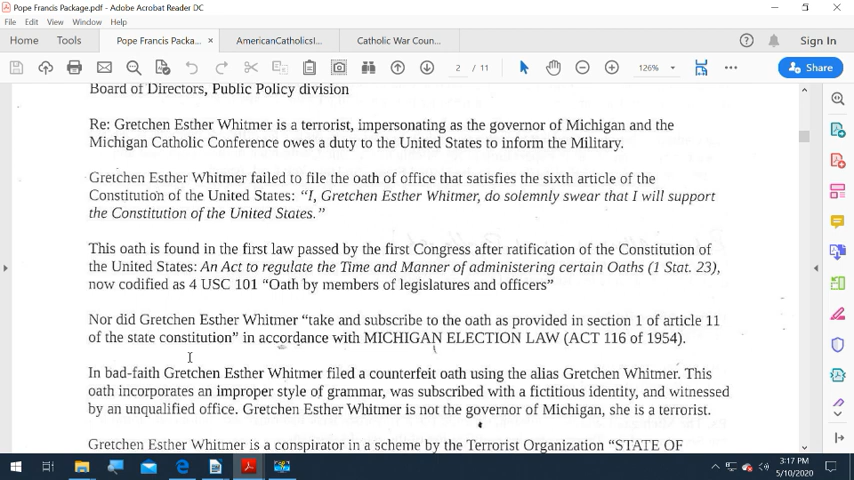 Pope Francis Package.pdf - Adobe Acrobat Reader DC
File Edit View Window Help
Home Tools Pope Francis Packa... × AmericanCatholicsI... Catholic War Coun... Sign In
2 / 11 126% Share
Board of Directors, Public Policy division
Re: Gretchen Esther Whitmer is a terrorist, impersonating as the governor of Michigan and the
Michigan Catholic Conference owes a duty to the United States to inform the Military.
Gretchen Esther Whitmer failed to file the oath of office that satisfies the sixth article of the
Constitution of the United States: “I, Gretchen Esther Whitmer, do solemnly swear that I will support
the Constitution of the United States.”
This oath is found in the first law passed by the first Congress after ratification of the Constitution of
the United States: An Act to regulate the Time and Manner of administering certain Oaths (1 Stat. 23),
now codified as 4 USC 101 “Oath by members of legislatures and officers”
Nor did Gretchen Esther Whitmer “take and subscribe to the oath as provided in section 1 of article 11
of the state constitution” in accordance with MICHIGAN ELECTION LAW (ACT 116 of 1954).
In bad-faith Gretchen Esther Whitmer filed a counterfeit oath using the alias Gretchen Whitmer. This
oath incorporates an improper style of grammar, was subscribed with a fictitious identity, and witnessed
by an unqualified office. Gretchen Esther Whitmer is not the governor of Michigan, she is a terrorist.
Gretchen Esther Whitmer is a conspirator in a scheme by the Terrorist Organization “STATE OF
3:17 PM
5/10/2020